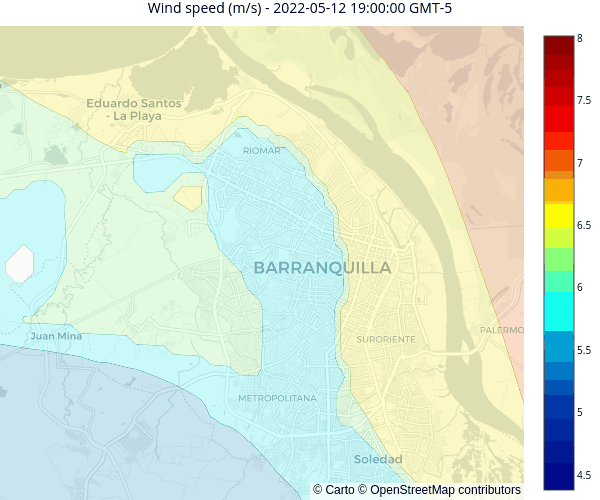 Wind speed (m/s) - 2022-05-12 19:00:00 GMT-5
8
7.5
7
6.5
6
5.5
5
4.5
Eduardo Santos
- La Playa
RIOMAR
BARRANQUILLA
PALERMO
Juan Mina
SURORIENTE
METROPOLITANA
Soledad
© Carto © OpenStreetMap contributors